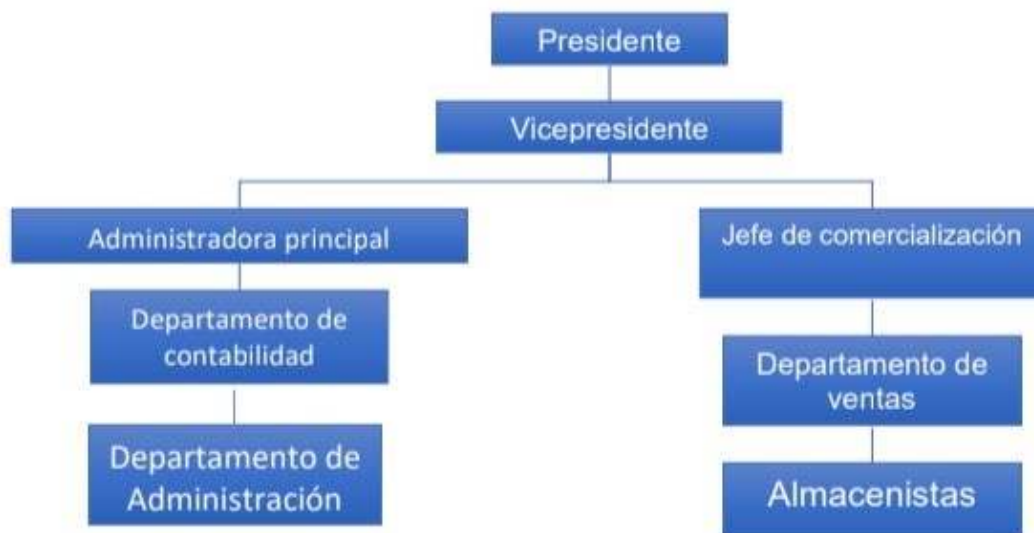 Presidente
Vicepresidente
Administradora principal
Jefe de comercialización
Departamento de
contabilidad
Departamento de
ventas
Departamento de
Administración
Almacenistas